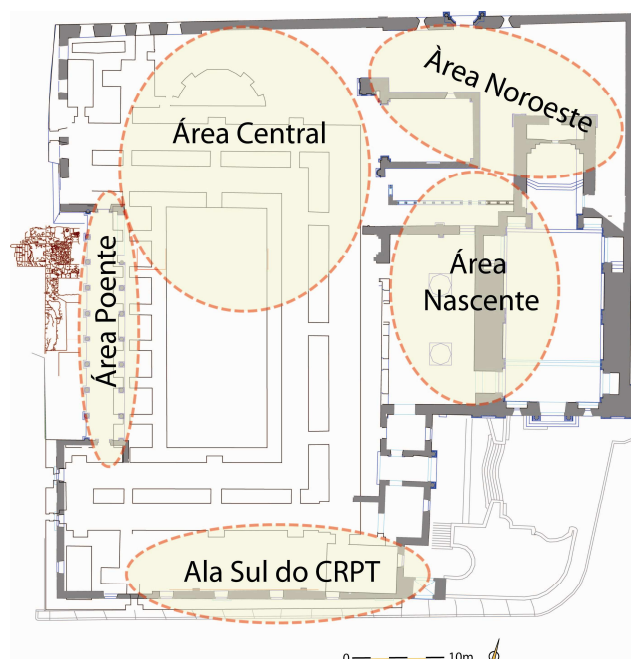 Àrea Noroeste
Área Central
Área
Nascente
Área Poente
Ala Sul do CRPT
0 10m